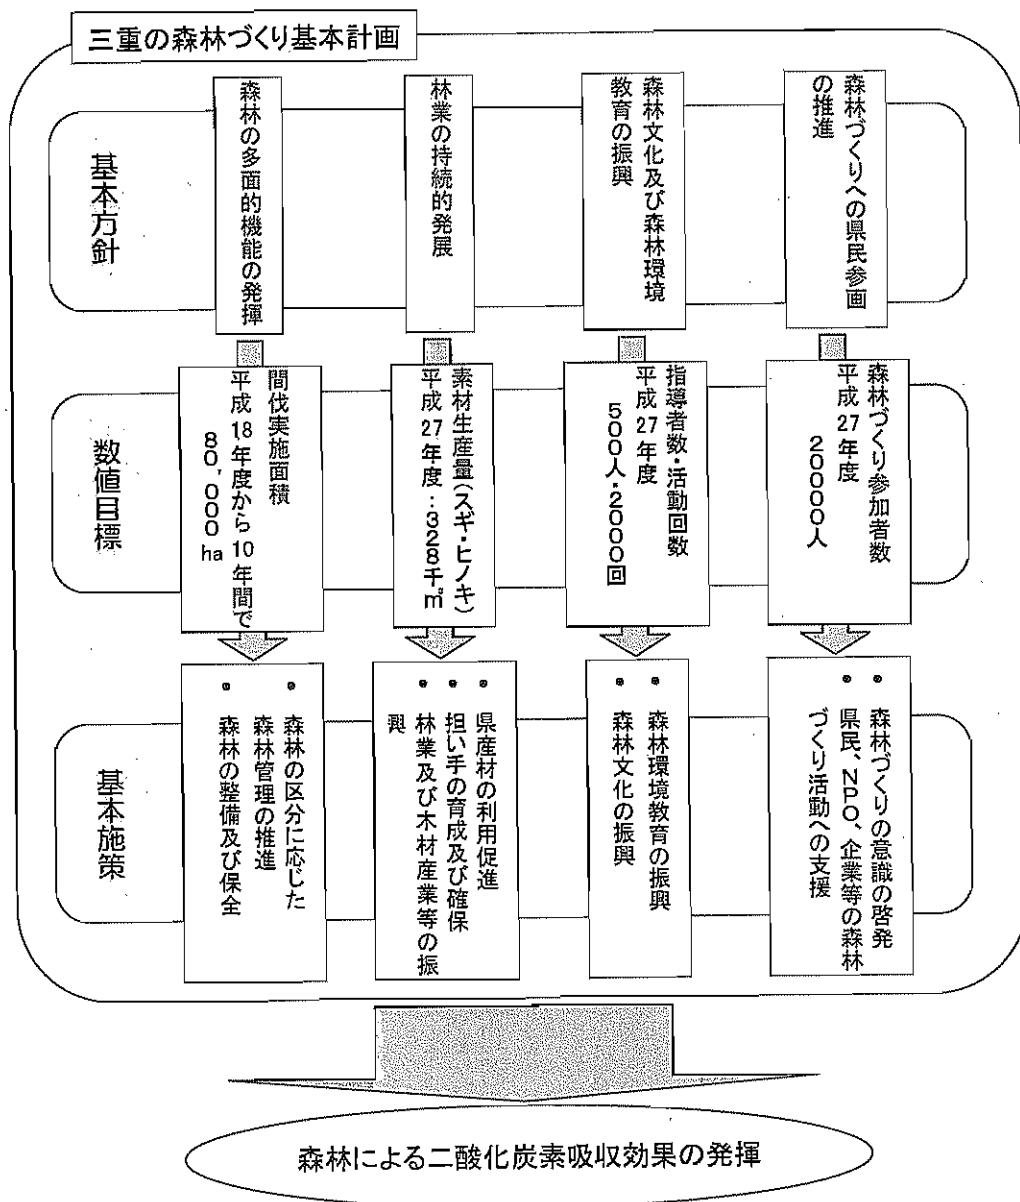 三重の森林づくり基本計画
基本方針
森林の多面的機能の発揮
林業の持続的発展
森林文化及び森林環境
教育の振興
森林づくりへの県民参画
の推進
数値目標
間伐実施面積
平成18年度から10年間で
80,000
ha
素材生産量(スギ・ヒノキ)
平成27年度:328千㎥
指導者数・活動回数
平成27年度
500人・2000回
森林づくり参加者数
平成27年度
20000人
基本施策
• 森林の区分に応じた
森林管理の推進
• 森林の整備及び保全
• 県産材の利用促進
• 担い手の育成及び確保
• 林業及び木材産業等の振
興
• 森林環境教育の振興
• 森林文化の振興
• 森林づくりの意識の啓発
• 県民、NPO、企業等の森林
づくり活動への支援
森林による二酸化炭素吸収効果の発揮